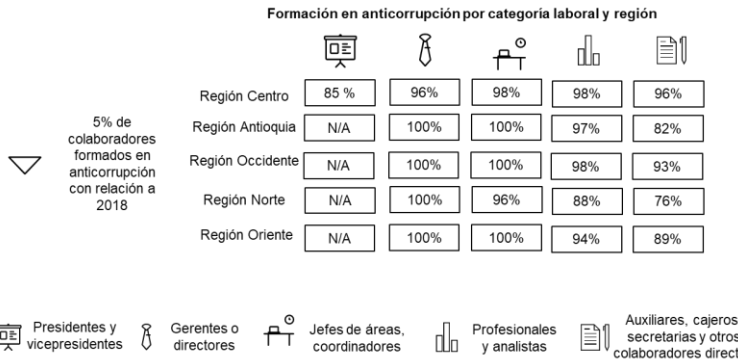 Formación en anticorrupción por categoría laboral y región
Región Centro 85 % 96% 98% 98% 96%
5% de
colaboradores
formados en
anticorrupción
con relación a
2018
Región Antioquia N/A 100% 100% 97% 82%
Región Occidente N/A 100% 100% 98% 93%
Región Norte N/A 100% 96% 88% 76%
Región Oriente N/A 100% 100% 94% 89%
Presidentes y
vicepresidentes
Gerentes o
directores
Jefes de áreas,
coordinadores
Profesionales
y analistas
Auxiliares, cajeros
secretarias y otros
colaboradores direct